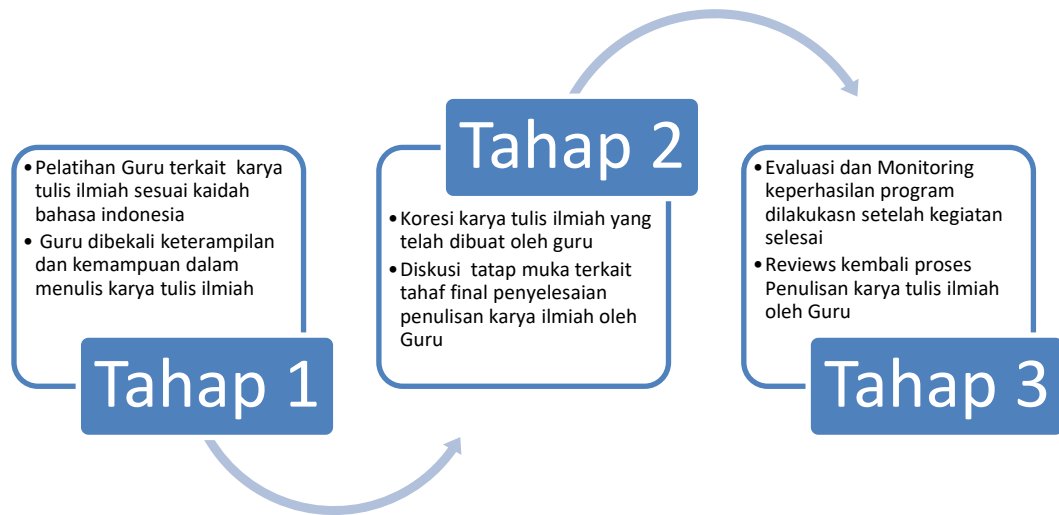 •Pelatihan Guru terkait karya
tulis ilmiah sesuai kaidah
bahasa indonesia
• Guru dibekali keterampilan
dan kemampuan dalam
menulis karya tulis ilmiah
Tahap 1
Tahap 2
•Koresi karya tulis ilmiah yang
telah dibuat oleh guru
•Diskusi tatap muka terkait
tahaf final penyelesaian
penulisan karya ilmiah oleh
Guru
•Evaluasi dan Monitoring
keperhasilan program
dilakukasn setelah kegiatan
selesai
•Reviews kembali proses
Penulisan karya tulis ilmiah
oleh Guru
Tahap 3